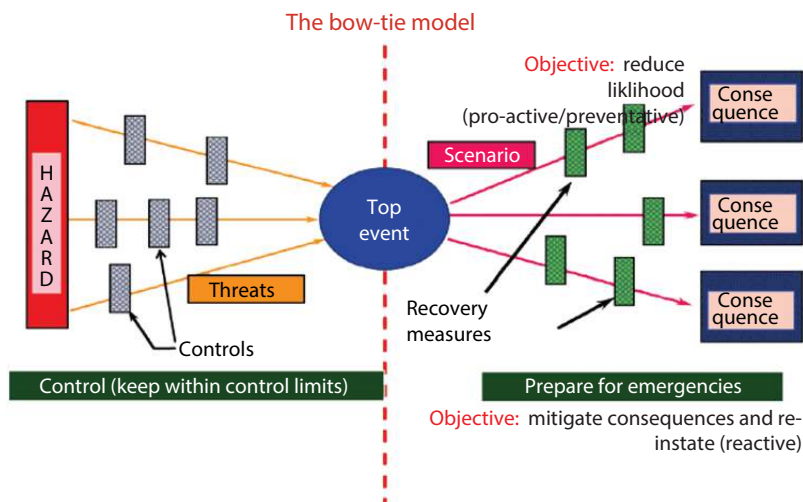 The bow-tie model
Objective: reduce
liklihood
(pro-active/preventative)
HAZARD
Threats
Controls
Control (keep within control limits)
Top
event
Scenario
Recovery
measures
Conse
quence
Conse
quence
Conse
quence
Prepare for emergencies
Objective: mitigate consequences and re-
instate (reactive)